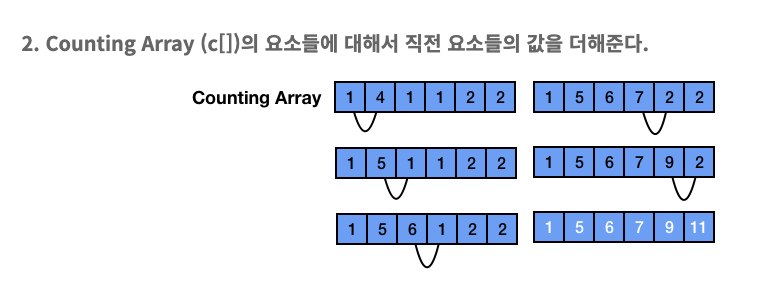 2. Counting Array (c[])의 요소들에 대해서 직전 요소들의 값을 더해준다.
Counting Array
1 4 1 1 2 2
1 5 1 1 2 2
1 5 6 1 2 2
1 5 6 7 2 2
1 5 6 7 9 2
1 5 6 7 9 11